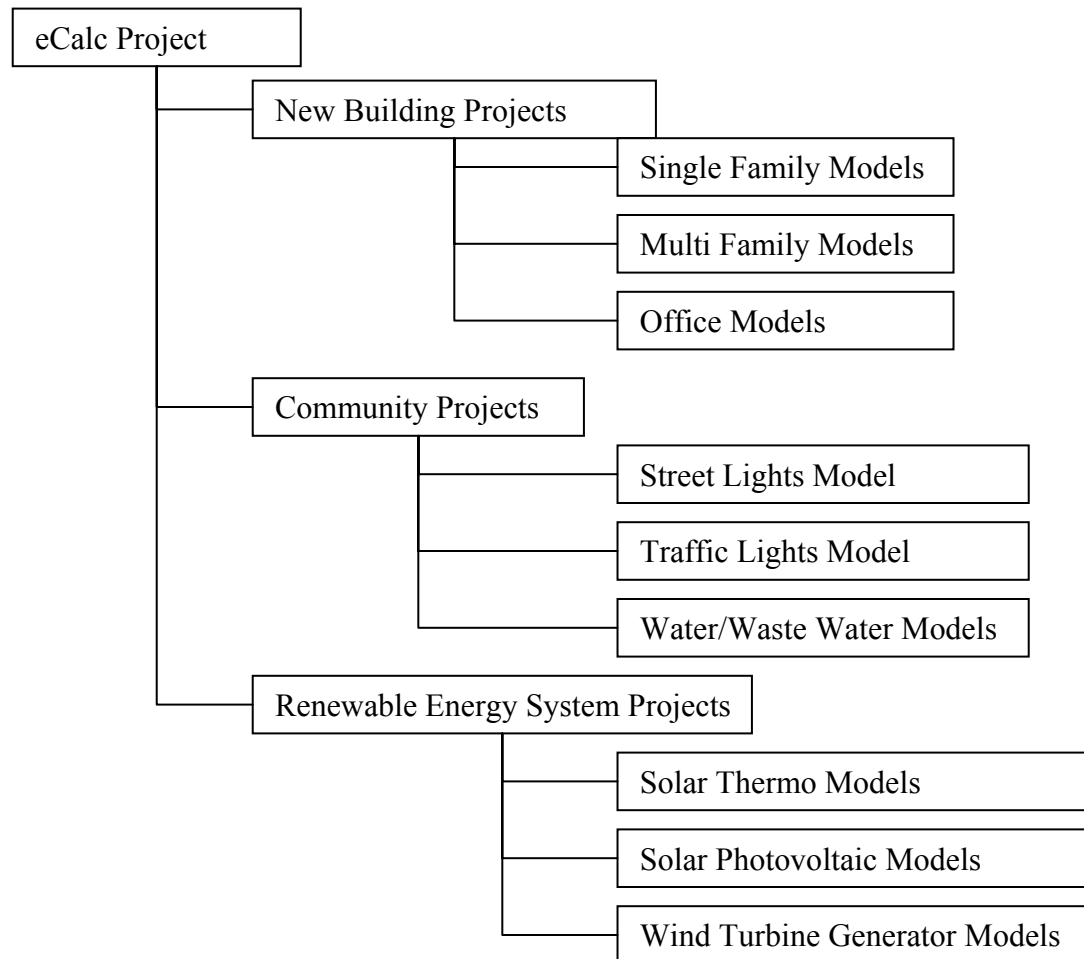 eCalc Project
New Building Projects
Single Family Models
Multi Family Models
Office Models
Community Projects
Street Lights Model
Traffic Lights Model
Water/Waste Water Models
Renewable Energy System Projects
Solar Thermo Models
Solar Photovoltaic Models
Wind Turbine Generator Models